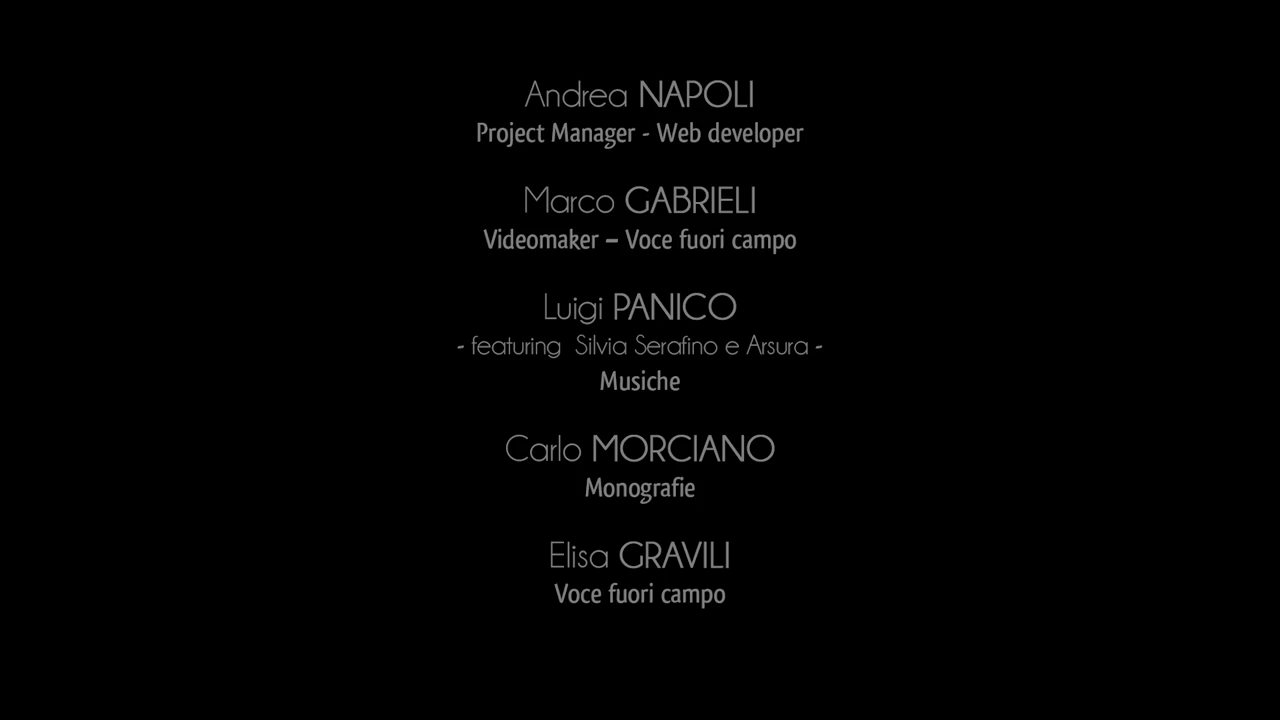 Andrea NAPOLI
Project Manager - Web developer
Marco GABRIELI
Videomaker – Voce fuori campo
Luigi PANICO
- featuring  Silvia Serafino e Arsura -
Musiche
Carlo MORCIANO
Monografie
Elisa GRAVILI
Voce fuori campo